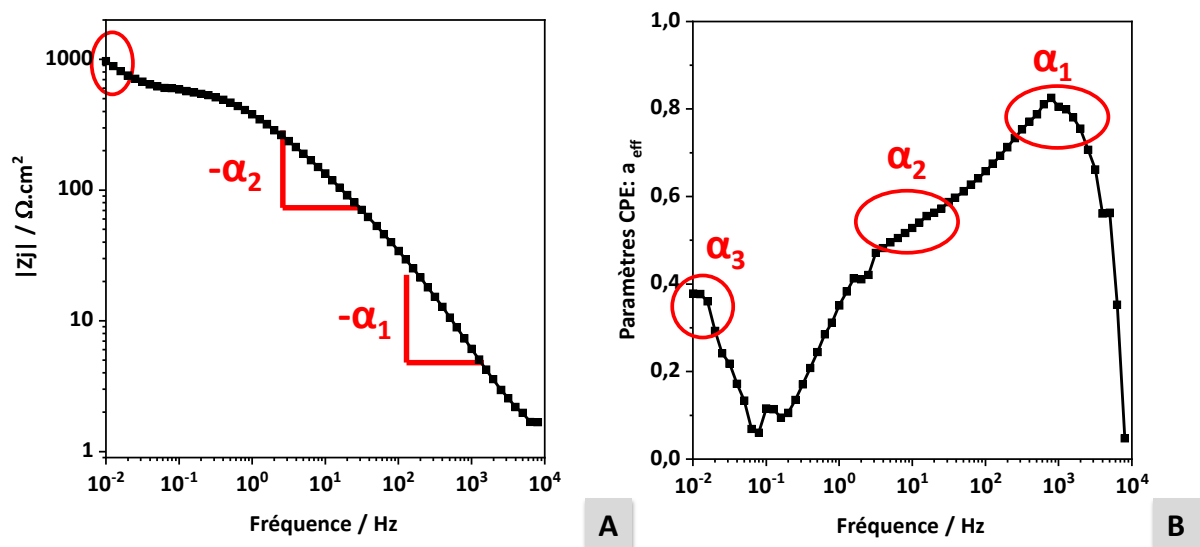 1000
100
10
1
|Zj| / Ω.cm²
-α₂
-α₁
10⁻² 10⁻¹ 10⁰ 10¹ 10² 10³ 10⁴
Fréquence / Hz
A
1,0
0,8
0,6
0,4
0,2
0,0
Paramètres CPE: a eff
α₁
α₂
α₃
10⁻² 10⁻¹ 10⁰ 10¹ 10² 10³ 10⁴
Fréquence / Hz
B